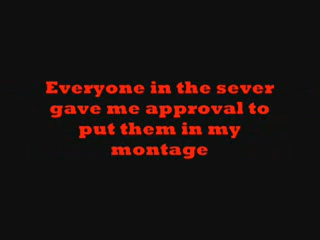 Everyone in the sever
gave me approval to
put them in my
montage